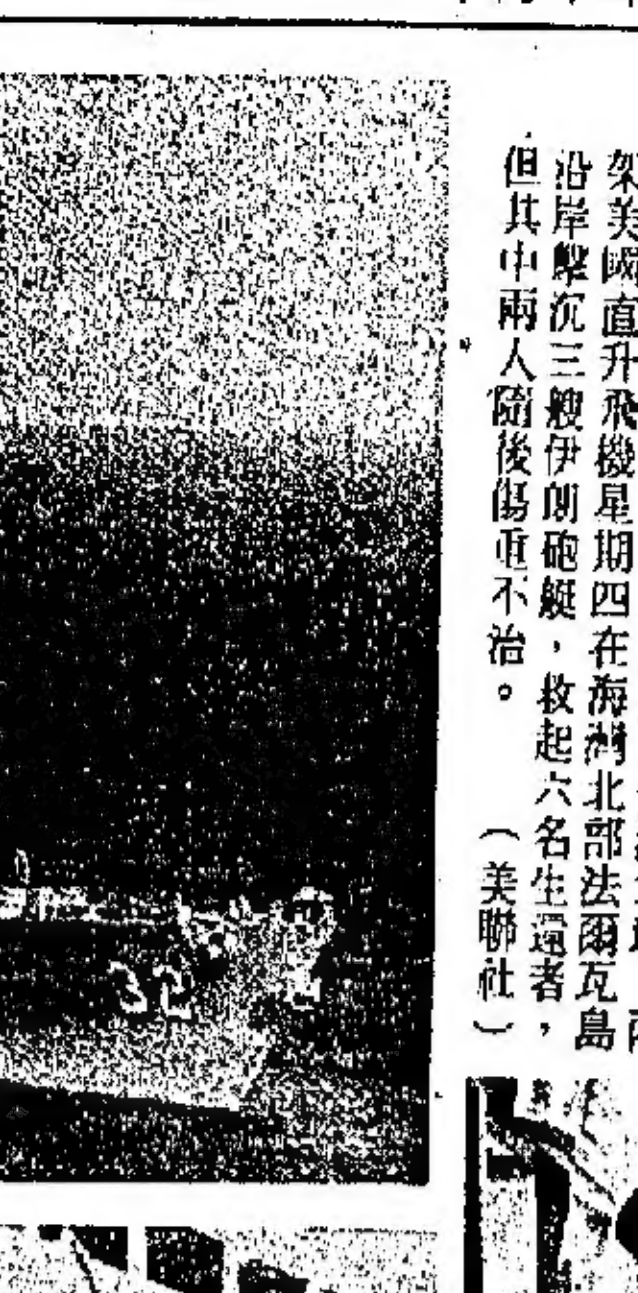 架美國直升飛機星期四在海灣北部法爾瓦島
沿岸擊沉三艘伊朗砲艇，救起六名生還者，
但其中兩人隨後傷重不治。（美聯社）
32